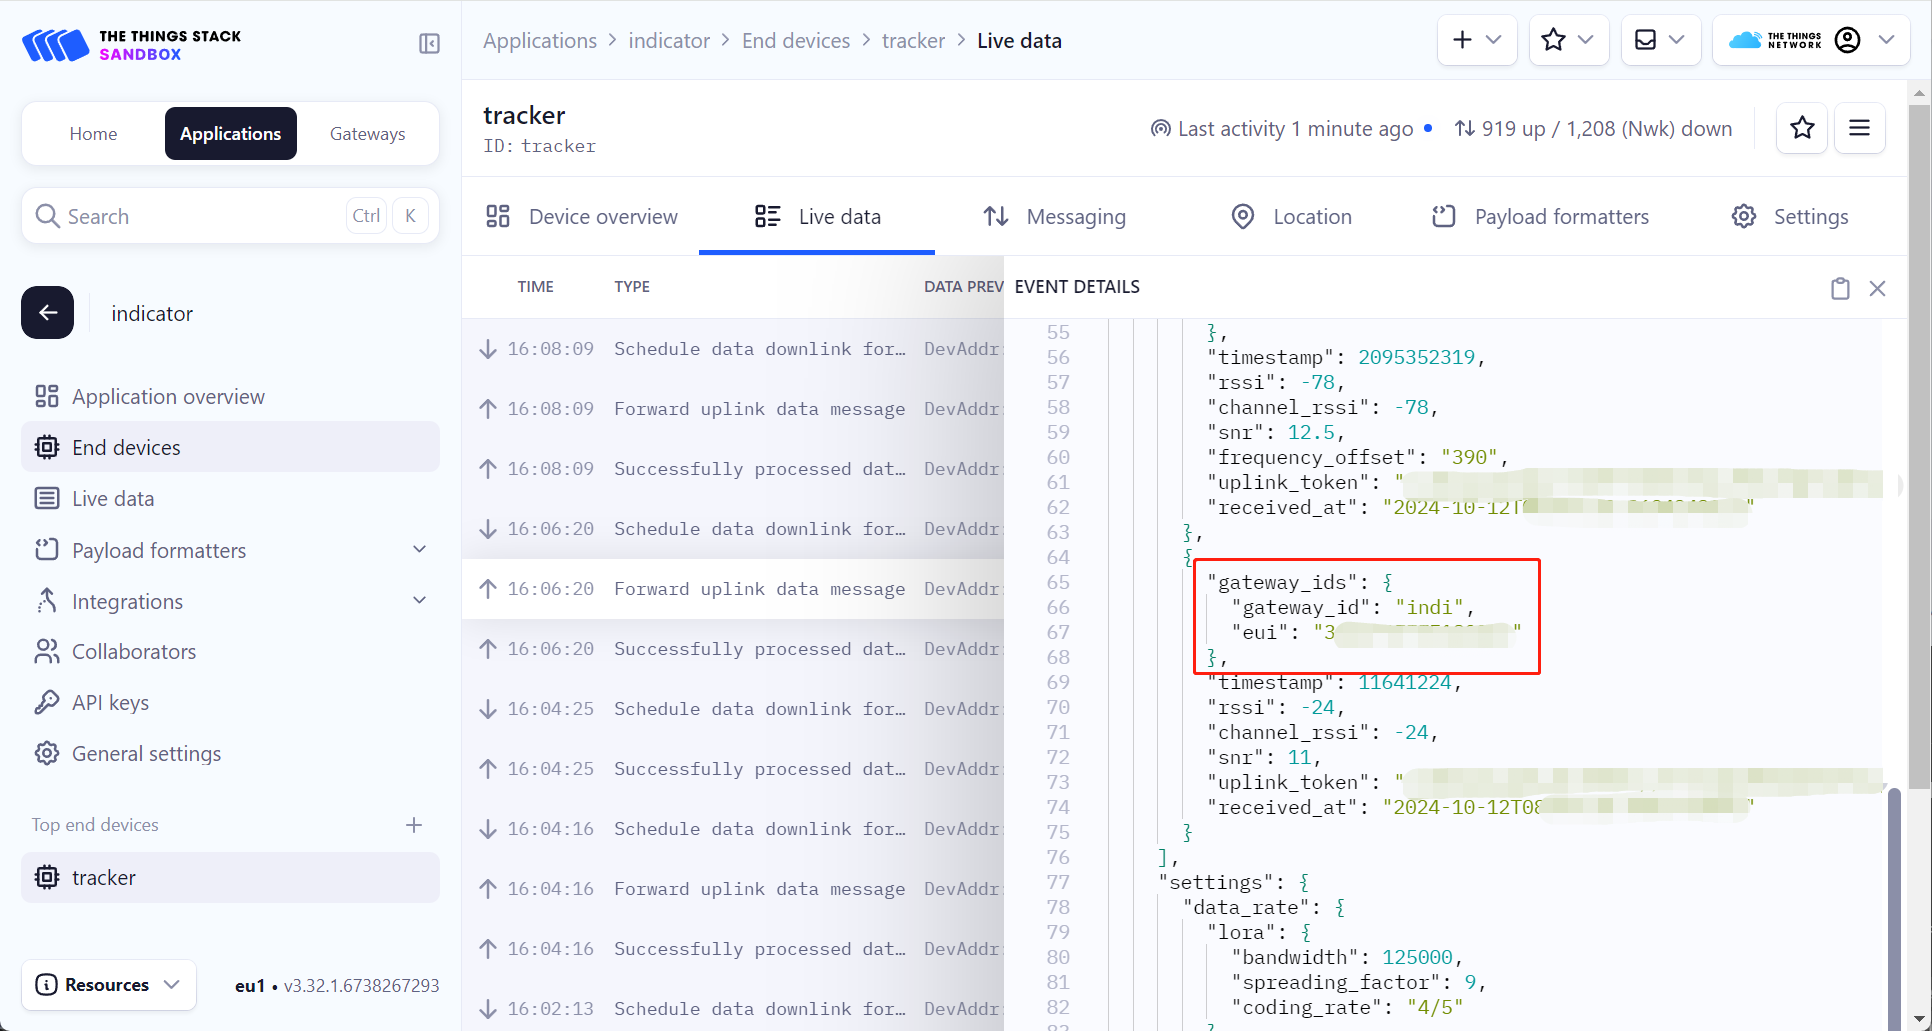 THE THINGS STACK
SANDBOX
Applications > indicator > End devices > tracker > Live data
THE THINGS
NETWORK
Home
Applications
Gateways
Search
Ctrl
K
indicator
Application overview
End devices
Live data
Payload formatters
Integrations
Collaborators
API keys
General settings
Top end devices
tracker
Resources
eu1 • v3.32.1.6738267293
tracker
ID: tracker
Last activity 1 minute ago
919 up / 1,208 (Nwk) down
Device overview
Live data
Messaging
Location
Payload formatters
Settings
TIME TYPE DATA PREV
16:08:09 Schedule data downlink for… DevAddr:
16:08:09 Forward uplink data message DevAddr:
16:08:09 Successfully processed dat… DevAddr:
16:06:20 Schedule data downlink for… DevAddr:
16:06:20 Forward uplink data message DevAddr:
16:06:20 Successfully processed dat… DevAddr:
16:04:25 Schedule data downlink for… DevAddr:
16:04:25 Successfully processed dat… DevAddr:
16:04:16 Schedule data downlink for… DevAddr:
16:04:16 Forward uplink data message DevAddr:
16:04:16 Successfully processed dat… DevAddr:
16:02:13 Schedule data downlink for… DevAddr:
EVENT DETAILS
55 },
56 "timestamp": 2095352319,
57 "rssi": -78,
58 "channel_rssi": -78,
59 "snr": 12.5,
60 "frequency_offset": "390",
61 "uplink_token": "
62 "received_at": "2024-10-12T "
63 },
64 {
65 "gateway_ids": {
66 "gateway_id": "indi",
67 "eui": "3 "
68 },
69 "timestamp": 11641224,
70 "rssi": -24,
71 "channel_rssi": -24,
72 "snr": 11,
73 "uplink_token": "
74 "received_at": "2024-10-12T08 "
75 }
76 ],
77 "settings": {
78 "data_rate": {
79 "lora": {
80 "bandwidth": 125000,
81 "spreading_factor": 9,
82 "coding_rate": "4/5"